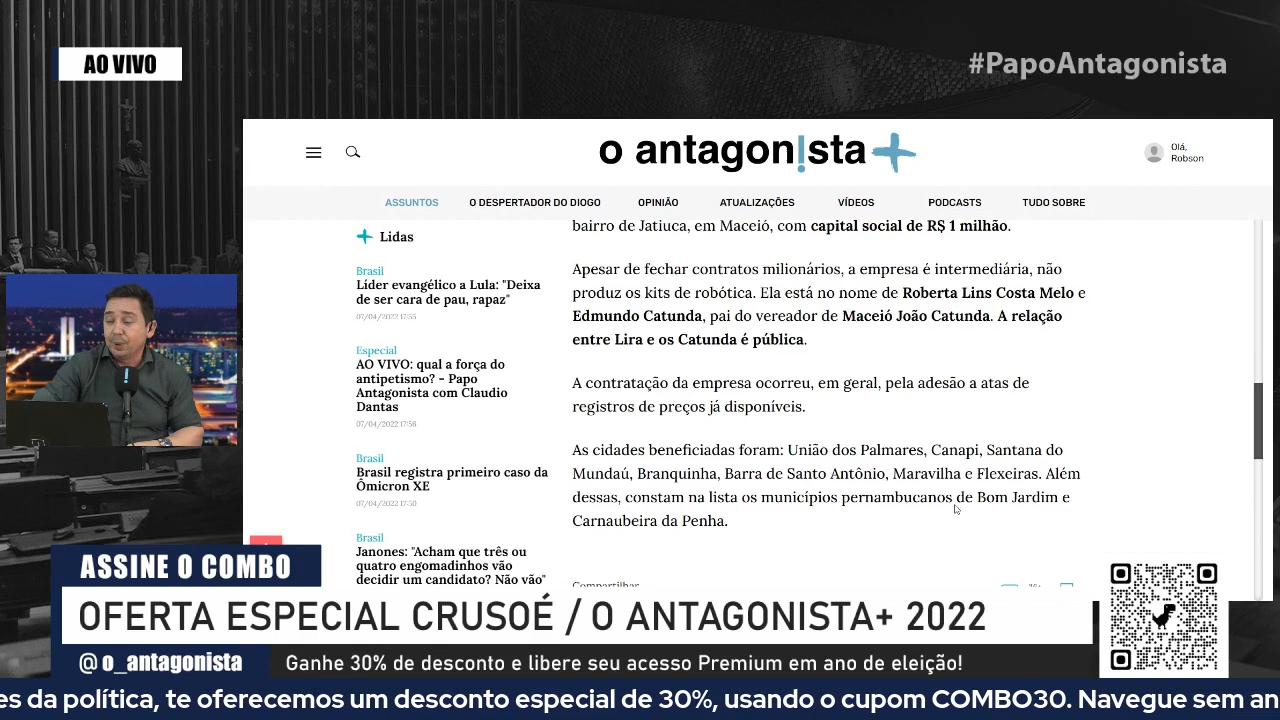 AO VIVO
#PapoAntagonista
o antagon!sta+
Olá,
Robson
ASSUNTOS
O DESPERTADOR DO DIOGO
OPINIÃO
ATUALIZAÇÕES
VÍDEOS
PODCASTS
TUDO SOBRE
+ Lidas
Brasil
Líder evangélico a Lula: "Deixa
de ser cara de pau, rapaz"
07/04/2022 17:55
Especial
AO VIVO: qual a força do
antipetismo? - Papo
Antagonista com Claudio
Dantas
07/04/2022 17:56
Brasil
Brasil registra primeiro caso da
Ômicron XE
07/04/2022 17:50
Brasil
Janones: "Acham que três ou
quatro engomadinhos vão
decidir um candidato? Não vão"
bairro de Jatiuca, em Maceió, com capital social de R$ 1 milhão.
Apesar de fechar contratos milionários, a empresa é intermediária, não
produz os kits de robótica. Ela está no nome de Roberta Lins Costa Melo e
Edmundo Catunda, pai do vereador de Maceió João Catunda. A relação
entre Lira e os Catunda é pública.
A contratação da empresa ocorreu, em geral, pela adesão a atas de
registros de preços já disponíveis.
As cidades beneficiadas foram: União dos Palmares, Canapi, Santana do
Mundaú, Branquinha, Barra de Santo Antônio, Maravilha e Flexeiras. Além
dessas, constam na lista os municípios pernambucanos de Bom Jardim e
Carnaubeira da Penha.
Compartilhar
ASSINE O COMBO
OFERTA ESPECIAL CRUSOÉ / O ANTAGONISTA+ 2022
@o_antagonista
Ganhe 30% de desconto e libere seu acesso Premium em ano de eleição!
es da política, te oferecemos um desconto especial de 30%, usando o cupom COMBO30. Navegue sem an